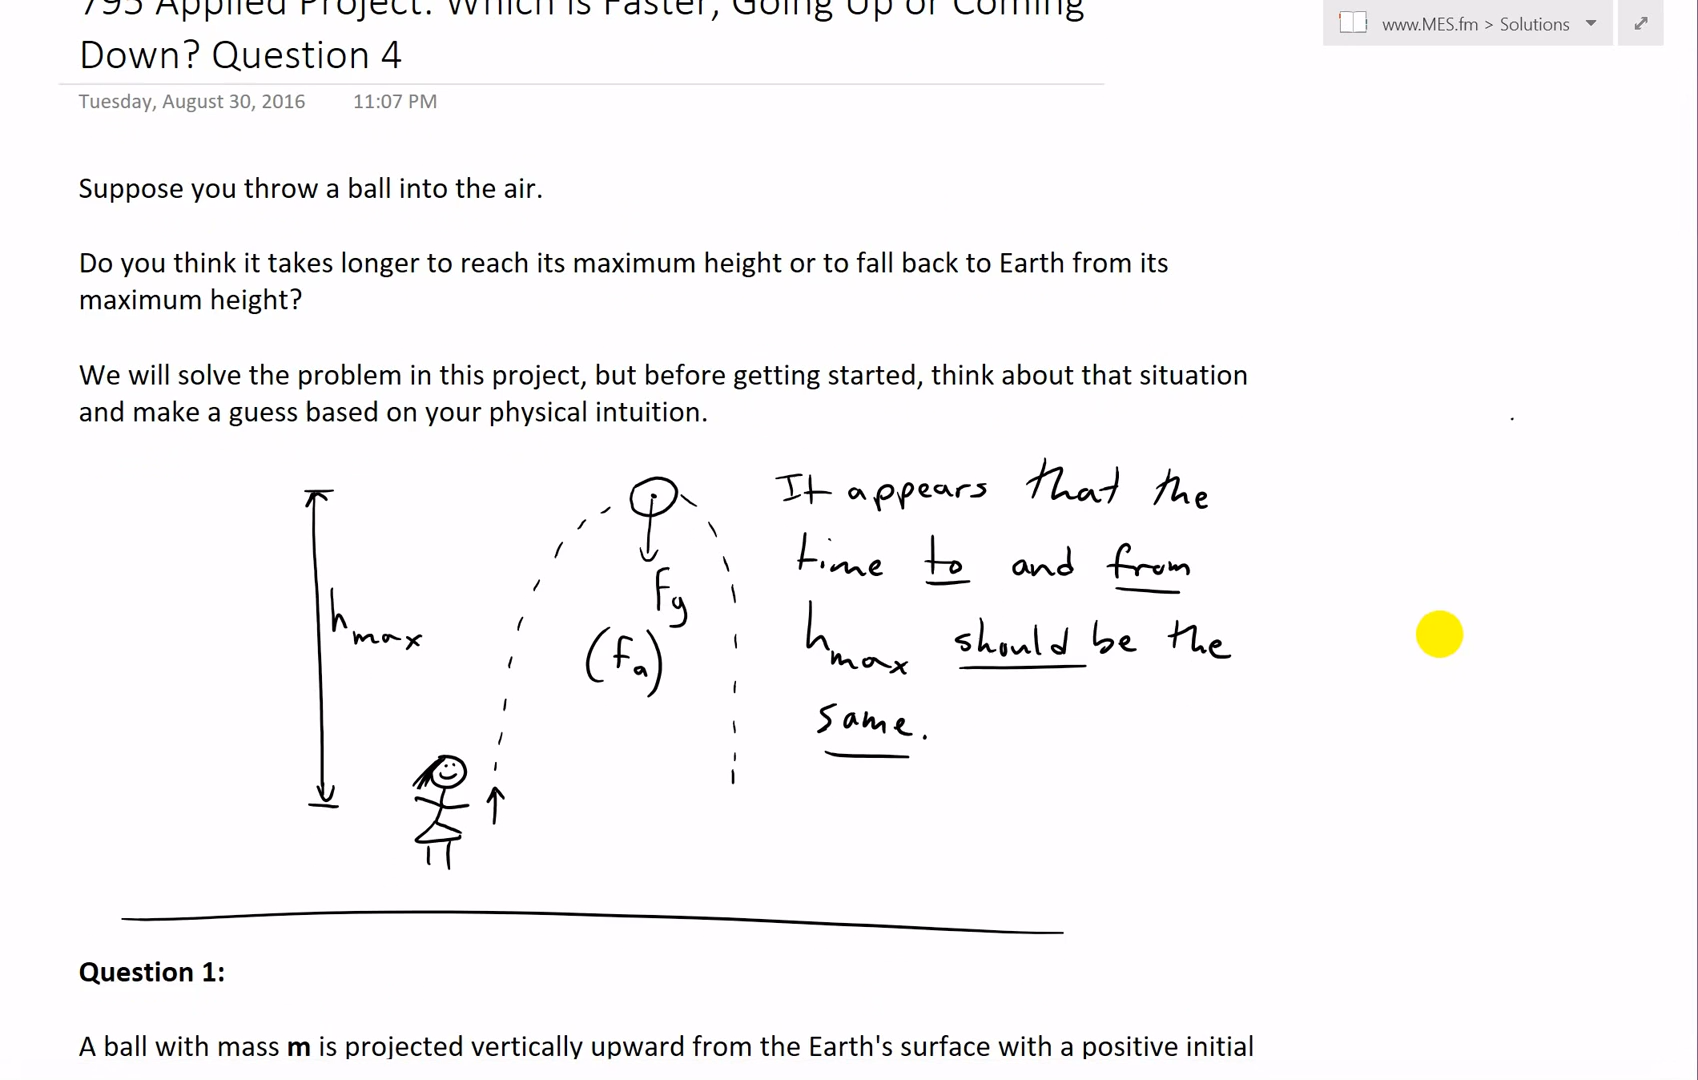 795 Applied Project: Which is Faster, Going Up or Coming
Down? Question 4
www.MES.fm > Solutions
Tuesday, August 30, 2016 11:07 PM
Suppose you throw a ball into the air.
Do you think it takes longer to reach its maximum height or to fall back to Earth from its
maximum height?
We will solve the problem in this project, but before getting started, think about that situation
and make a guess based on your physical intuition.
It appears that the
time to and from
hmax should be the
same.
hmax
Fg
(Fa)
Question 1:
A ball with mass m is projected vertically upward from the Earth's surface with a positive initial